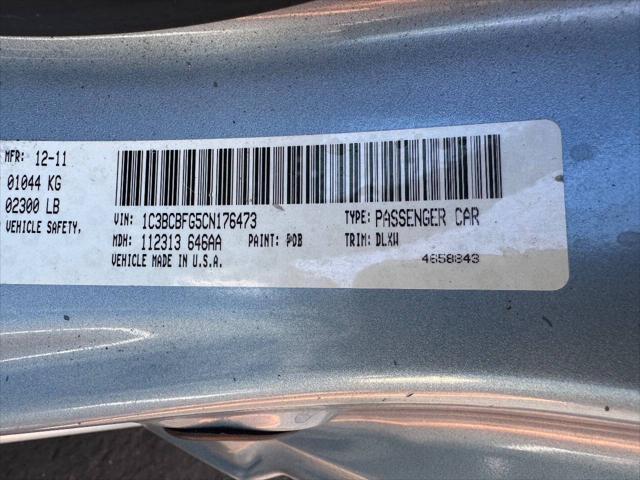 MFR: 12-11
01044 KG
02300 LB
VEHICLE SAFETY,
VIN: 1C3BCBFG5CN176473
TYPE: PASSENGER CAR
MDH: 112313 646AA
PAINT: PDB
TRIM: DLXW
VEHICLE MADE IN U.S.A.
4658843